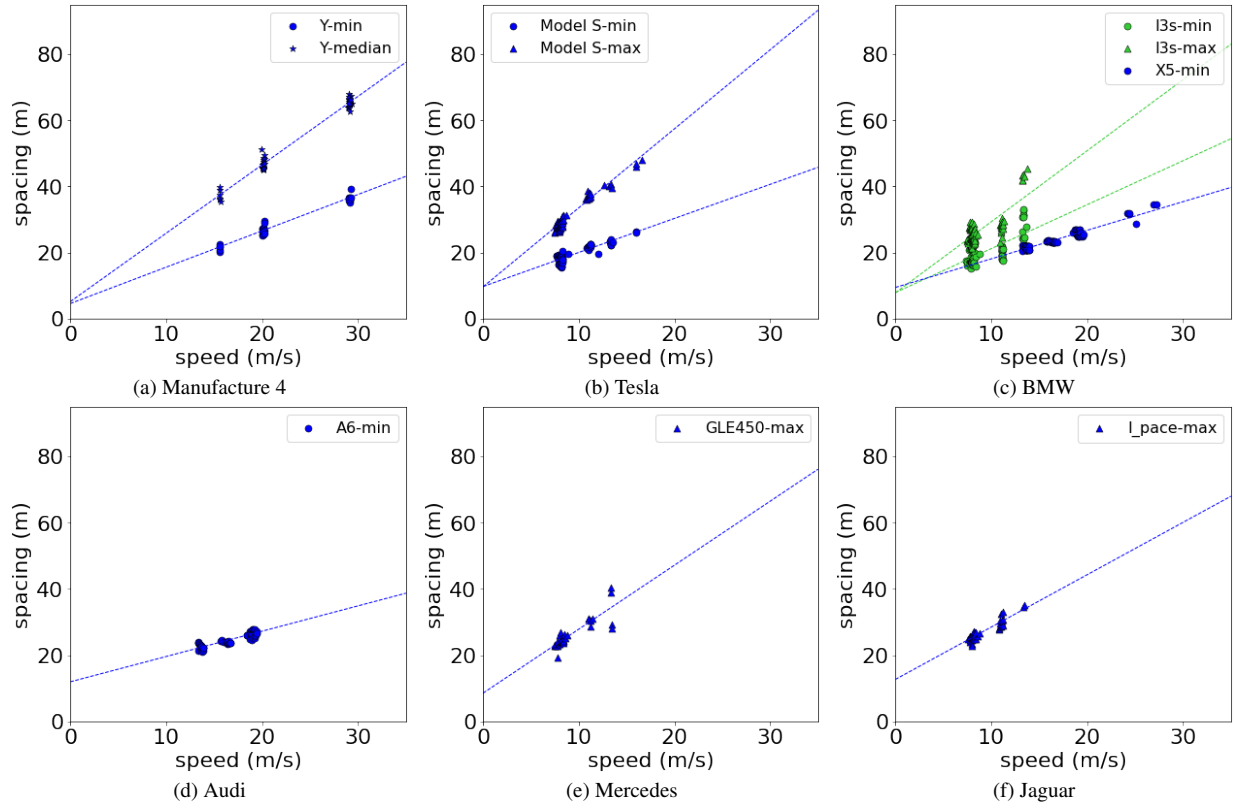 Y-min
Y-median
80
60
40
20
0
spacing (m)
0 10 20 30
speed (m/s)
(a) Manufacture 4
Model S-min
Model S-max
80
60
40
20
0
spacing (m)
0 10 20 30
speed (m/s)
(b) Tesla
I3s-min
I3s-max
X5-min
80
60
40
20
0
spacing (m)
0 10 20 30
speed (m/s)
(c) BMW
A6-min
80
60
40
20
0
spacing (m)
0 10 20 30
speed (m/s)
(d) Audi
GLE450-max
80
60
40
20
0
spacing (m)
0 10 20 30
speed (m/s)
(e) Mercedes
I_pace-max
80
60
40
20
0
spacing (m)
0 10 20 30
speed (m/s)
(f) Jaguar